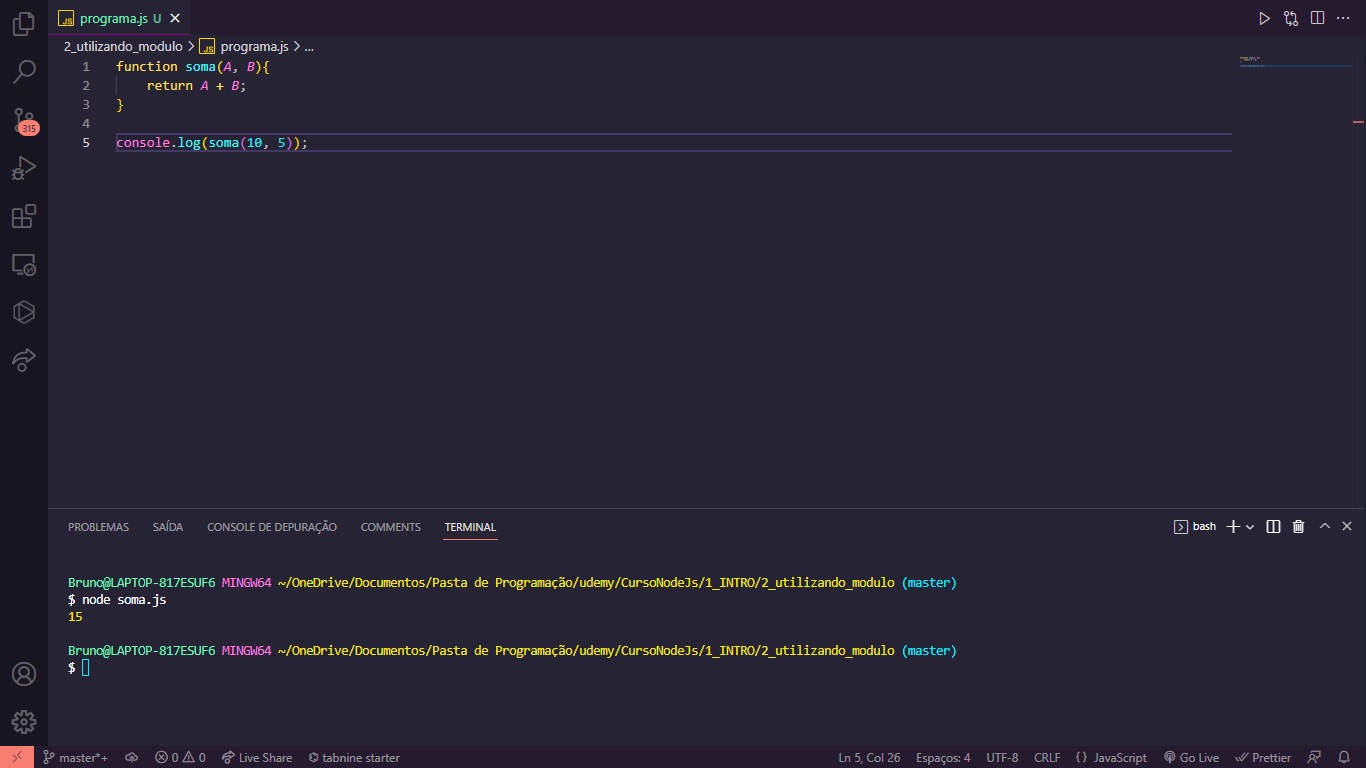 JS programa.js U
2_utilizando_modulo > JS programa.js > ...
1 function soma(A, B){
2 return A + B;
3 }
4
5 console.log(soma(10, 5));
315
PROBLEMAS SAÍDA CONSOLE DE DEPURAÇÃO COMMENTS TERMINAL bash
Bruno@LAPTOP-817ESUF6 MINGW64 ~/OneDrive/Documentos/Pasta de Programação/udemy/CursoNodeJs/1_INTRO/2_utilizando_modulo (master)
$ node soma.js
15
Bruno@LAPTOP-817ESUF6 MINGW64 ~/OneDrive/Documentos/Pasta de Programação/udemy/CursoNodeJs/1_INTRO/2_utilizando_modulo (master)
$
master*+ 0 0 Live Share tabnine starter Ln 5, Col 26 Espaços: 4 UTF-8 CRLF {} JavaScript Go Live Prettier